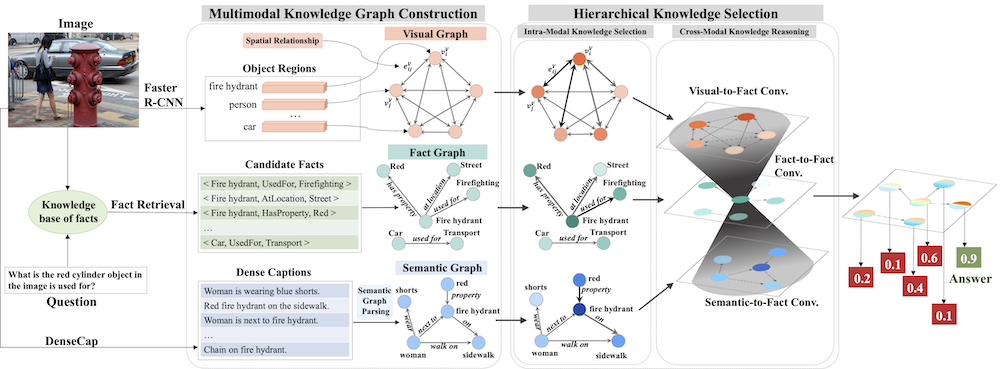 Image
Multimodal Knowledge Graph Construction
Hierarchical Knowledge Selection
Spatial Relationship
Visual Graph
Intra-Modal Knowledge Selection
Cross-Modal Knowledge Reasoning
Object Regions
fire hydrant
person
...
car
Faster
R-CNN
Visual-to-Fact Conv.
Fact-to-Fact
Conv.
Semantic-to-Fact Conv.
Candidate Facts
< Fire hydrant, UsedFor, Firefighting >
< Fire hydrant, AtLocation, Street >
< Fire hydrant, HasProperty, Red >
...
< Car, UsedFor, Transport >
Knowledge
base of facts
Fact Retrieval
Fact Graph
Red
Street
Firefighting
has property
at location
used for
Fire hydrant
Car
used for
Transport
Red
Street
Firefighting
has property
at location
used for
Fire hydrant
Car
used for
Transport
What is the red cylinder object in
the image is used for?
Question
DenseCap
Dense Captions
Woman is wearing blue shorts.
Red fire hydrant on the sidewalk.
Woman is next to fire hydrant.
...
Chain on fire hydrant.
Semantic
Graph
Parsing
Semantic Graph
shorts
red
property
fire hydrant
wear
next to
on
walk on
woman
sidewalk
shorts
red
property
fire hydrant
wear
next to
on
walk on
woman
sidewalk
0.2
0.1
0.4
0.6
0.1
0.9
Answer